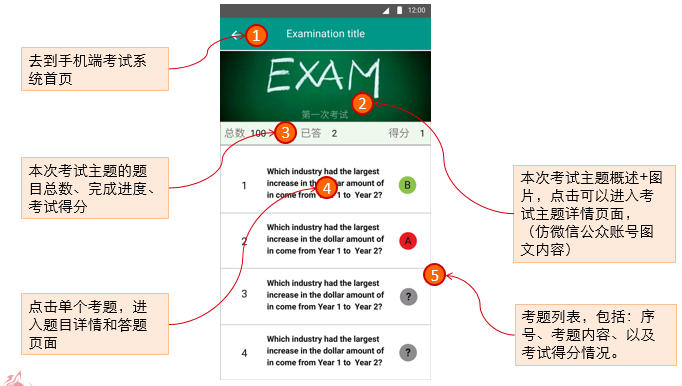 12:00
Examination title
1
去到手机端考试系
统首页
EXAM
第一次考试
2
总数 100
3
已答 2
得分 1
本次考试主题的题
目总数、完成进度、
考试得分
本次考试主题概述+图
片，点击可以进入考
试主题详情页面，
（仿微信公众账号图
文内容）
1
Which industry had the largest
increase in the dollar amount of
in come from Year 1 to Year 2?
B
4
2
Which industry had the largest
increase in the dollar amount of
in come from Year 1 to Year 2?
A
5
点击单个考题，进
入题目详情和答题
页面
3
Which industry had the largest
increase in the dollar amount of
in come from Year 1 to Year 2?
?
考题列表，包括：序
号、考题内容、以及
考试得分情况。
4
Which industry had the largest
increase in the dollar amount of
in come from Year 1 to Year 2?
?